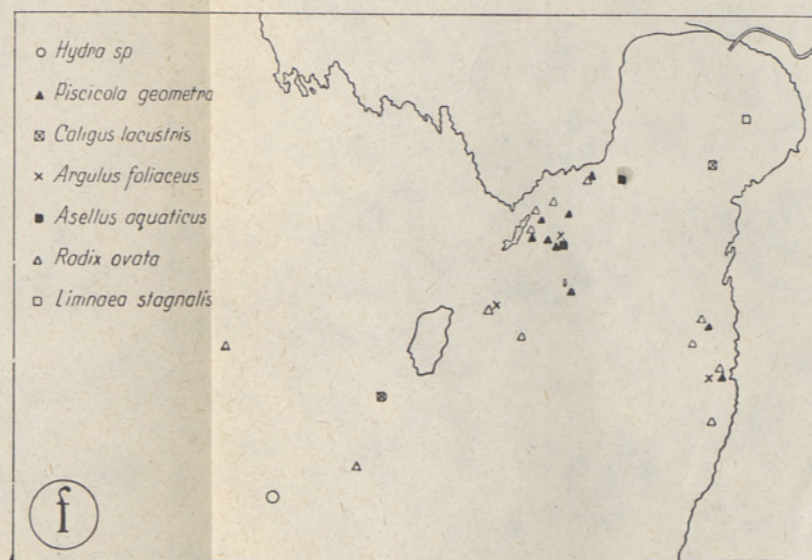 Hydra sp
Piscicola geometra
Caligus lacustris
Argulus foliaceus
Asellus aquaticus
Radix ovata
Limnaea stagnalis
f